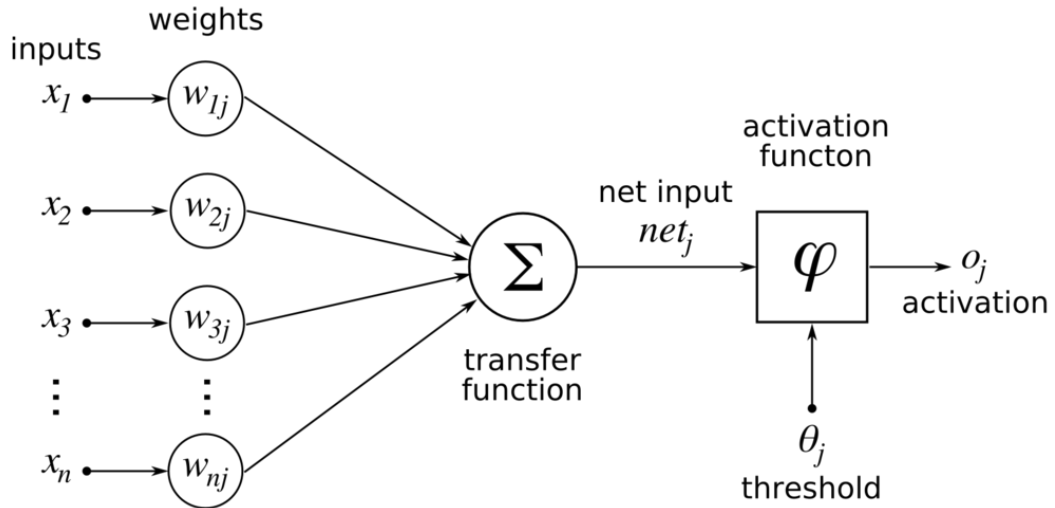 weights
inputs
x₁
w₁ⱼ
x₂
w₂ⱼ
x₃
w₃ⱼ
⋮
⋮
xₙ
wₙⱼ
Σ
transfer
function
net input
netⱼ
activation
functon
φ
oⱼ
activation
θⱼ
threshold